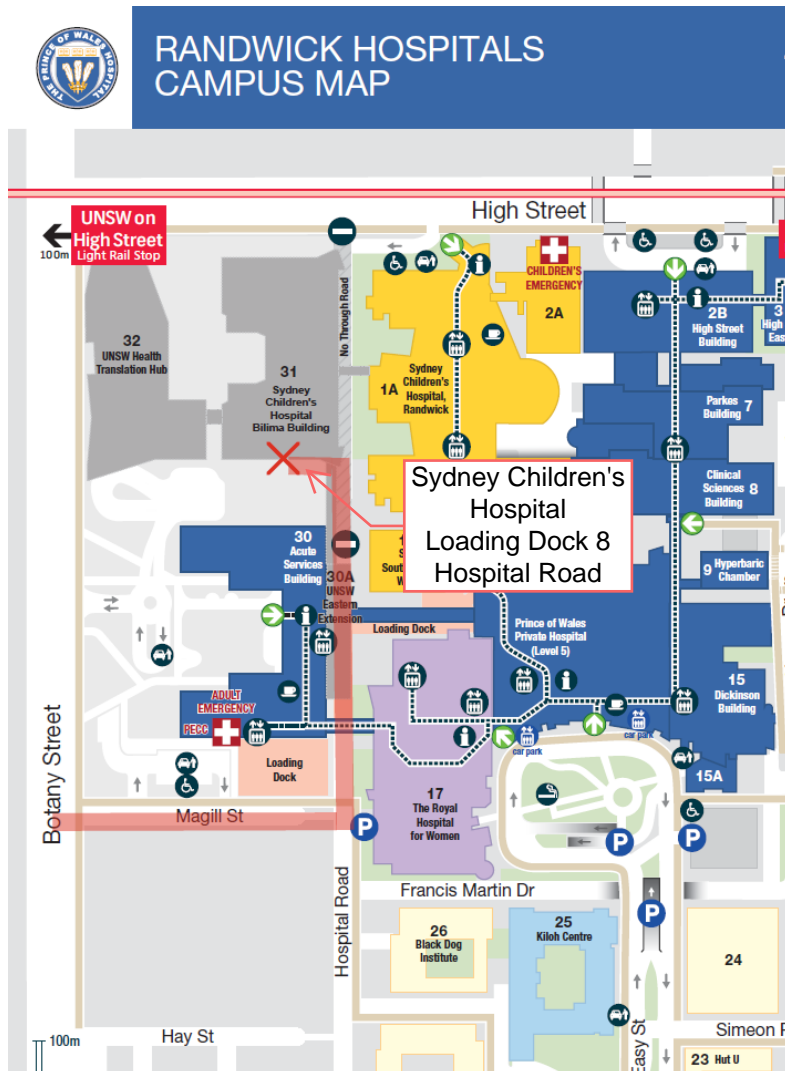 THE PRINCE OF WALES HOSPITAL
RANDWICK HOSPITALS
CAMPUS MAP
High Street
UNSW on
High Street
Light Rail Stop
100m
No Through Road
CHILDREN'S
EMERGENCY
2A
2B
High Street
Building
3
High
Eas
32
UNSW Health
Translation Hub
31
Sydney
Children's
Hospital
Bilima Building
1A
Sydney
Children's
Hospital,
Randwick
Parkes
Building 7
Clinical
Sciences 8
Building
Sydney Children's
Hospital
Loading Dock 8
Hospital Road
1
S
South
W
30
Acute
Services
Building
30A
UNSW
Eastern
Extension
9 Hyperbaric
Chamber
Loading Dock
Prince of Wales
Private Hospital
(Level 5)
15
Dickinson
Building
15A
ADULT
EMERGENCY
PECC
Loading
Dock
car park
car park
17
The Royal
Hospital
for Women
Botany Street
Magill St
P
P
P
P
Hospital Road
Francis Martin Dr
26
Black Dog
Institute
25
Kiloh Centre
24
Hay St
100m
Easy St
Simeon
23 Hut U